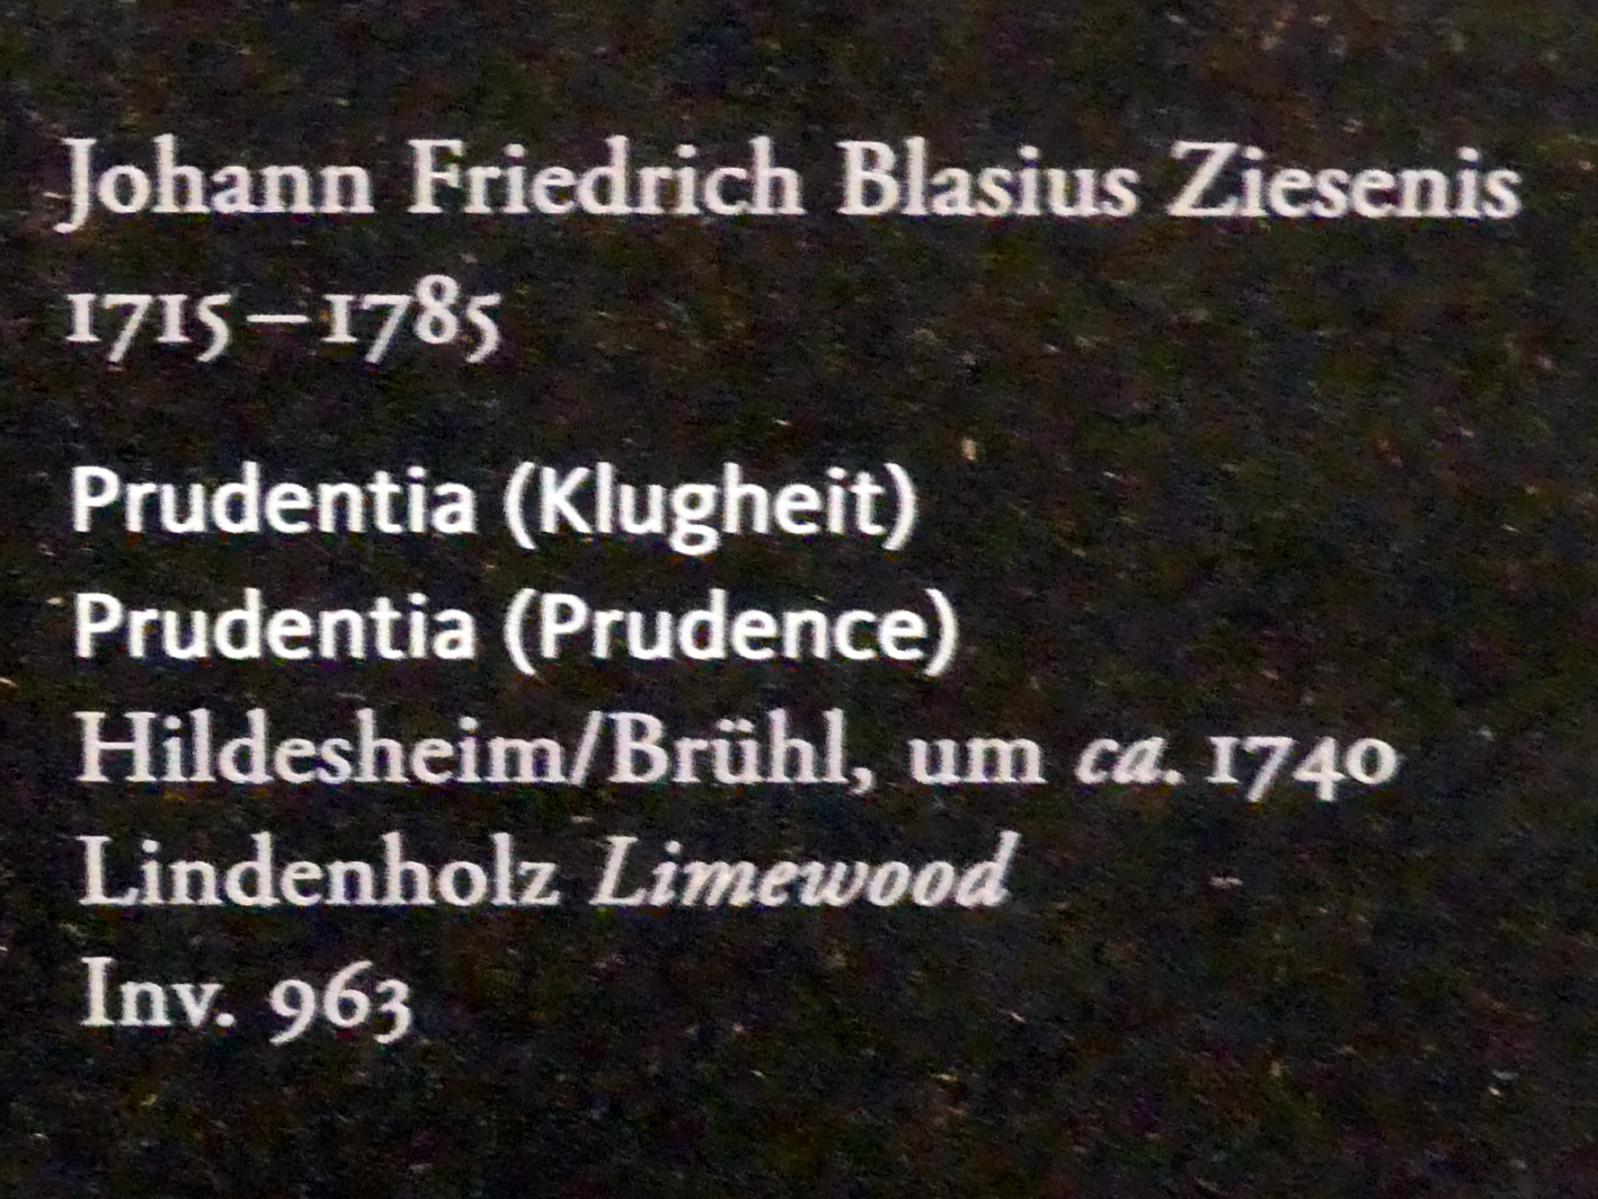 Johann Friedrich Blasius Ziesenis
1715–1785
Prudentia (Klugheit)
Prudentia (Prudence)
Hildesheim/Brühl, um ca. 1740
Lindenholz Limewood
Inv. 963